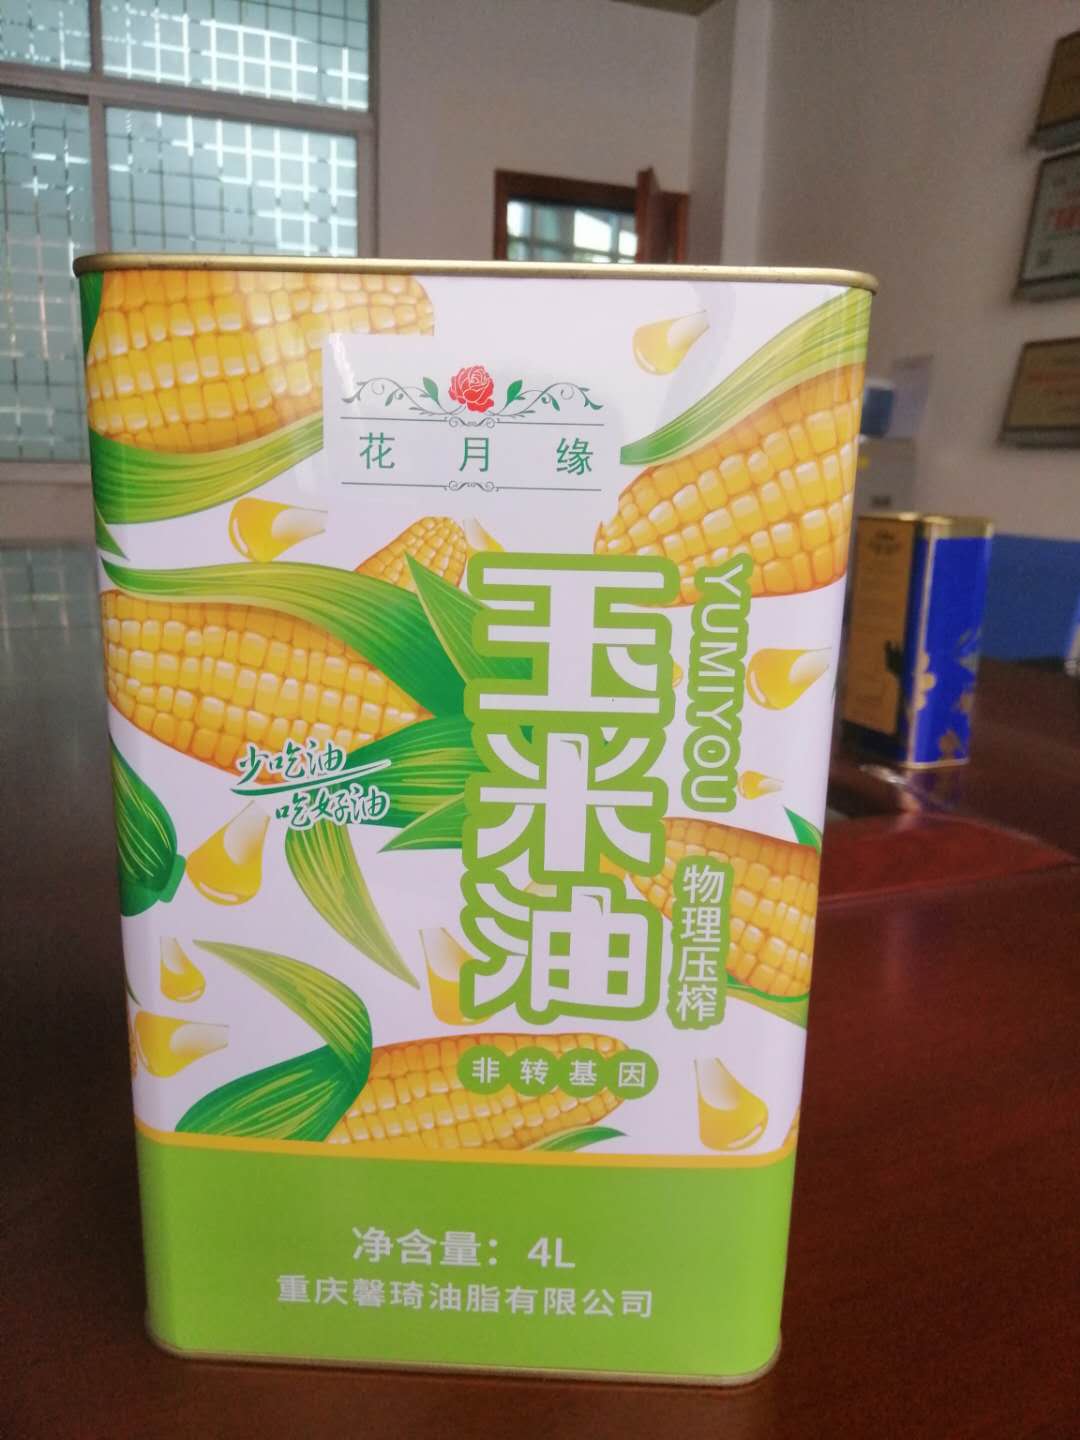 花月缘
玉米油
YUMIYOU
物理压榨
少吃油
吃好油
非转基因
净含量：4L
重庆馨琦油脂有限公司